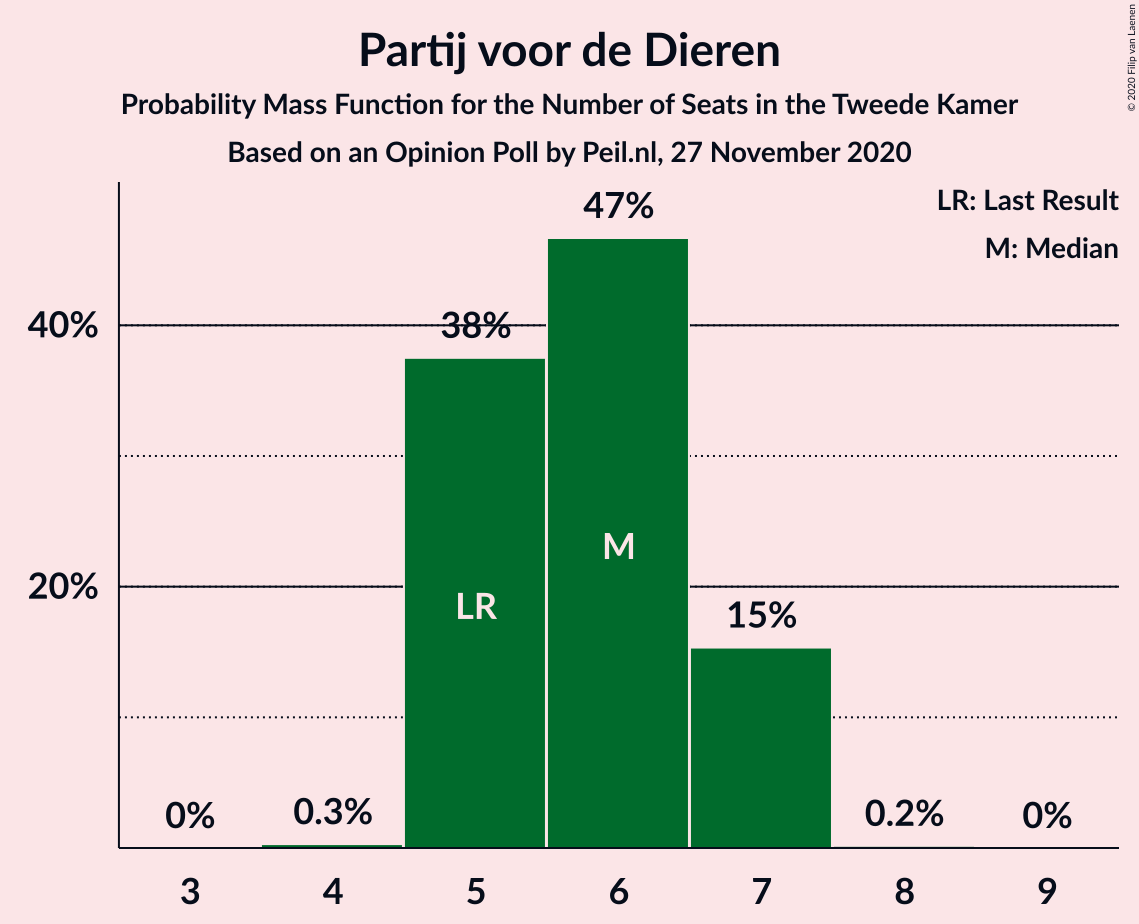 Partij voor de Dieren
Probability Mass Function for the Number of Seats in the Tweede Kamer
Based on an Opinion Poll by Peil.nl, 27 November 2020
© 2020 Filip van Laenen
LR: Last Result
M: Median
47%
40%
38%
M
20%
LR
15%
0%
0.3%
0.2%
0%
3 4 5 6 7 8 9